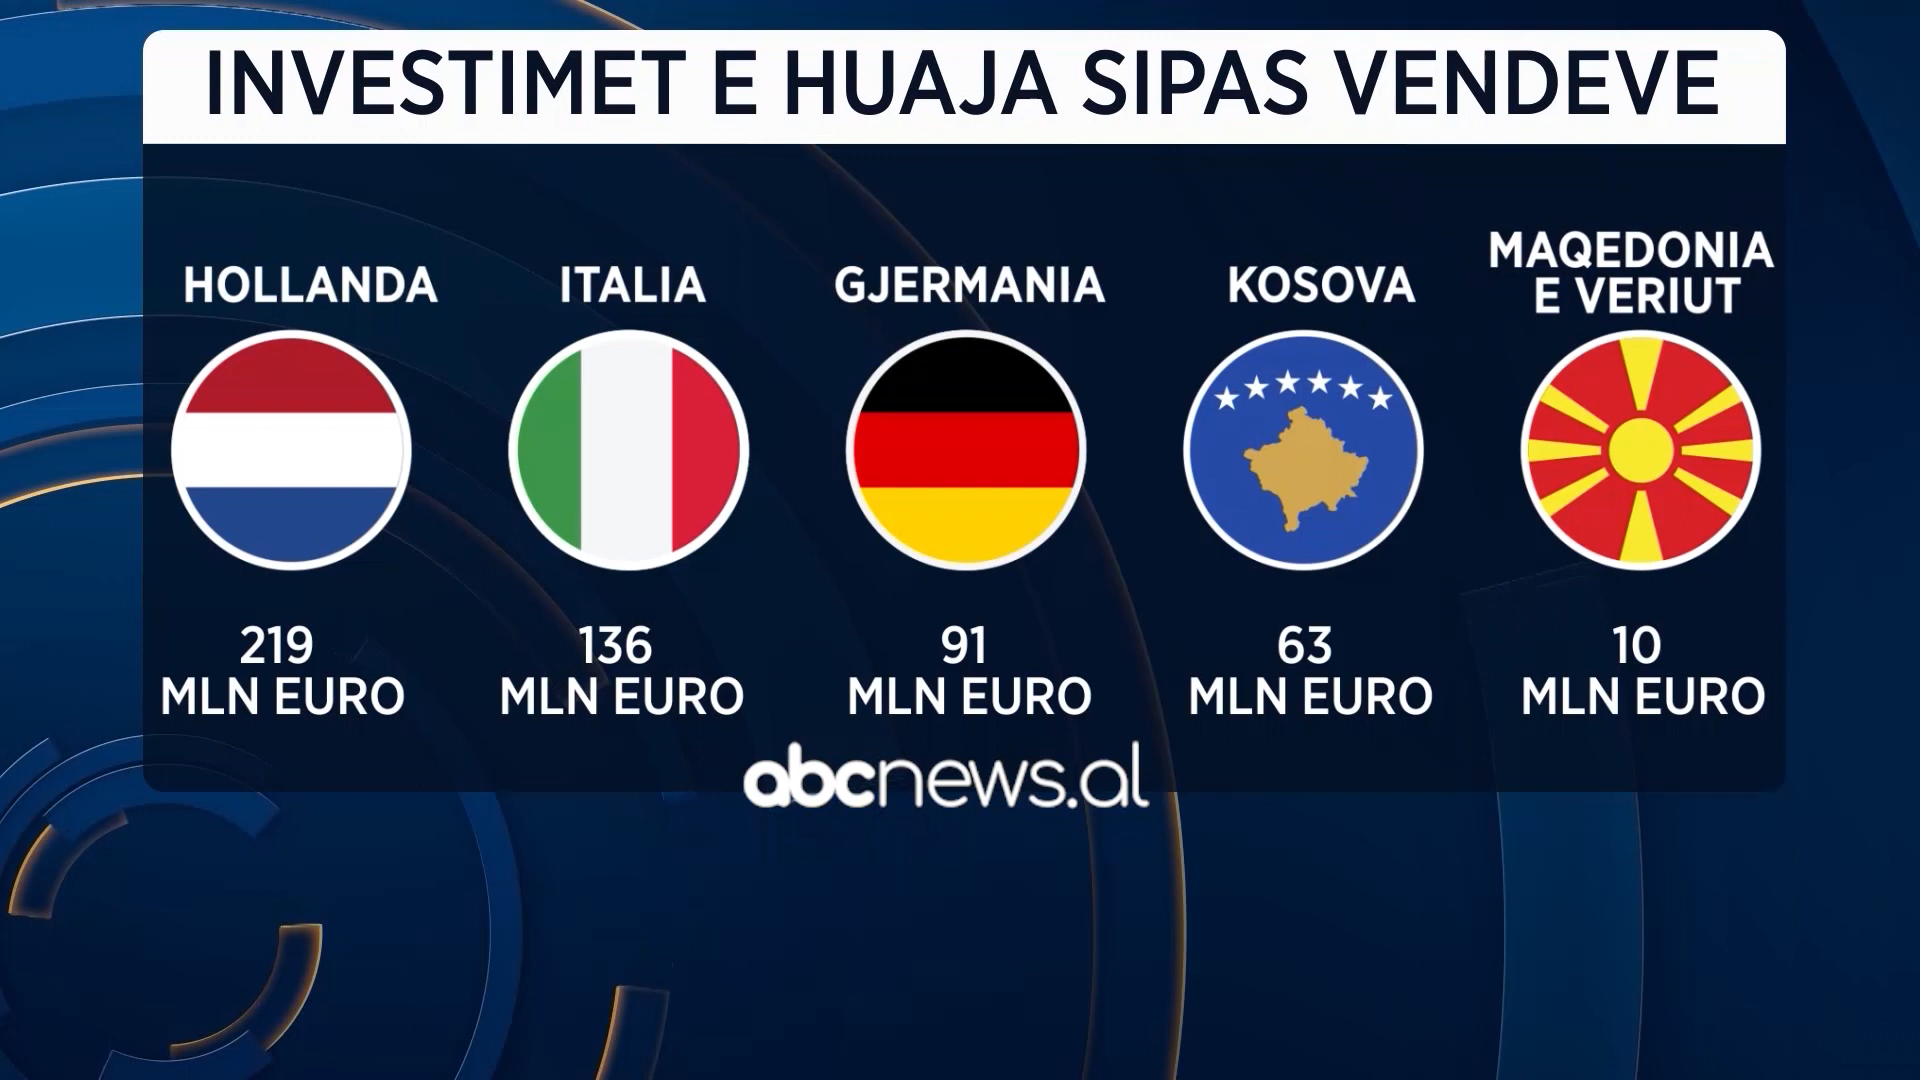 INVESTIMET E HUAJA SIPAS VENDEVE
HOLLANDA
219
MLN EURO
ITALIA
136
MLN EURO
GJERMANIA
91
MLN EURO
KOSOVA
63
MLN EURO
MAQEDONIA
E VERIUT
10
MLN EURO
abcnews.al